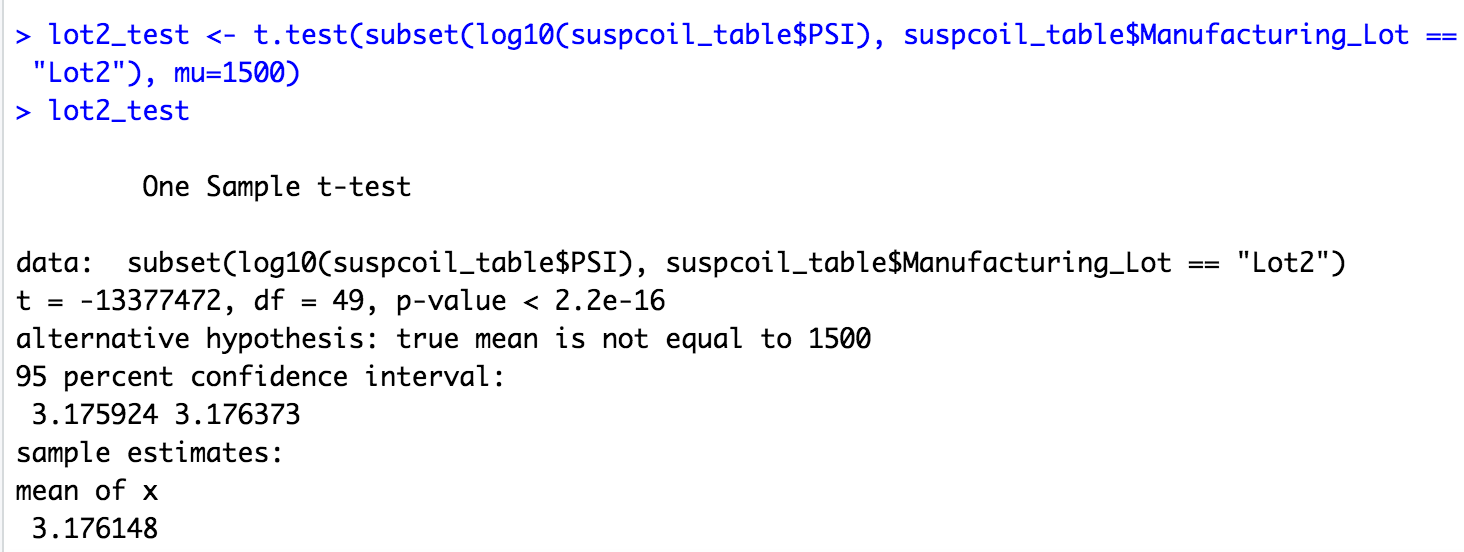 > lot2_test <- t.test(subset(log10(suspcoil_table$PSI), suspcoil_table$Manufacturing_Lot ==
 "Lot2"), mu=1500)
> lot2_test
One Sample t-test
data:  subset(log10(suspcoil_table$PSI), suspcoil_table$Manufacturing_Lot == "Lot2")
t = -13377472, df = 49, p-value < 2.2e-16
alternative hypothesis: true mean is not equal to 1500
95 percent confidence interval:
 3.175924 3.176373
sample estimates:
mean of x
 3.176148